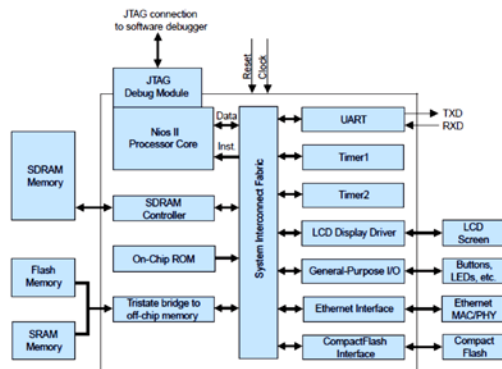 JTAG connection
to software debugger
Reset
Clock
JTAG
Debug Module
Nios II
Processor Core
Data
Inst.
System Interconnect Fabric
UART
TXD
RXD
Timer1
Timer2
SDRAM
Memory
SDRAM
Controller
LCD Display Driver
LCD
Screen
On-Chip ROM
General-Purpose I/O
Buttons,
LEDs, etc.
Flash
Memory
Tristate bridge to
off-chip memory
Ethernet Interface
Ethernet
MAC/PHY
SRAM
Memory
CompactFlash
Interface
Compact
Flash